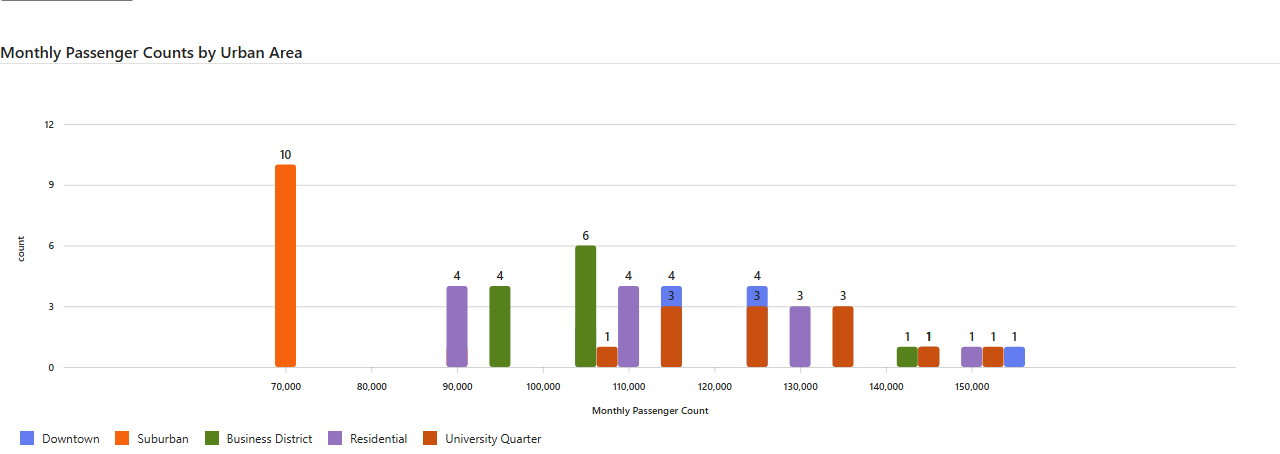 Monthly Passenger Counts by Urban Area
12
10
9
6
6
4 4 4 4 4
3 3 3 3
3
1 1 1 1 1 1
0
count
70,000 80,000 90,000 100,000 110,000 120,000 130,000 140,000 150,000
Monthly Passenger Count
Downtown Suburban Business District Residential University Quarter